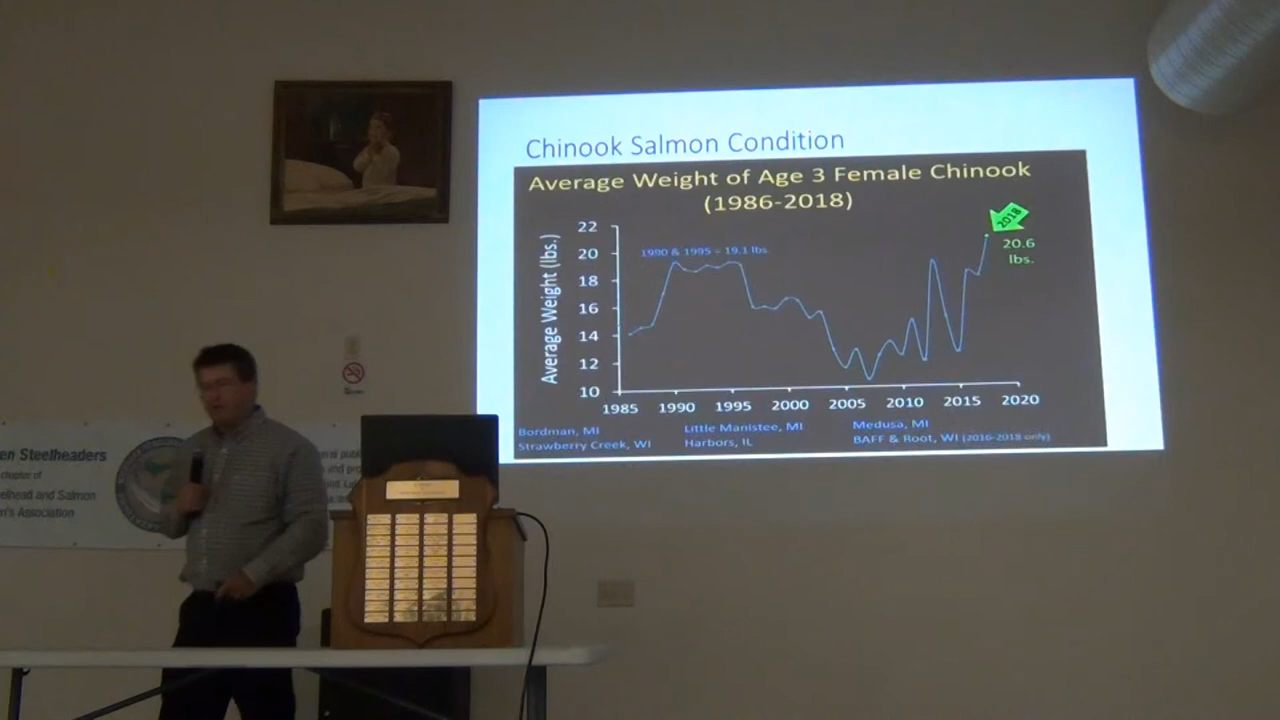 Chinook Salmon Condition
Average Weight of Age 3 Female Chinook
(1986-2018)
Average Weight (lbs.)
22
20
18
16
14
12
10
1990 & 1995 = 19.1 lbs.
2018
20.6
lbs.
1985 1990 1995 2000 2005 2010 2015 2020
Bordman, MI Little Manistee, MI Medusa, MI
Strawberry Creek, WI Harbors, IL BAFF & Root, WI (2016-2018 only)
en Steelheaders
chapter of
elhead and Salmon
n's Association